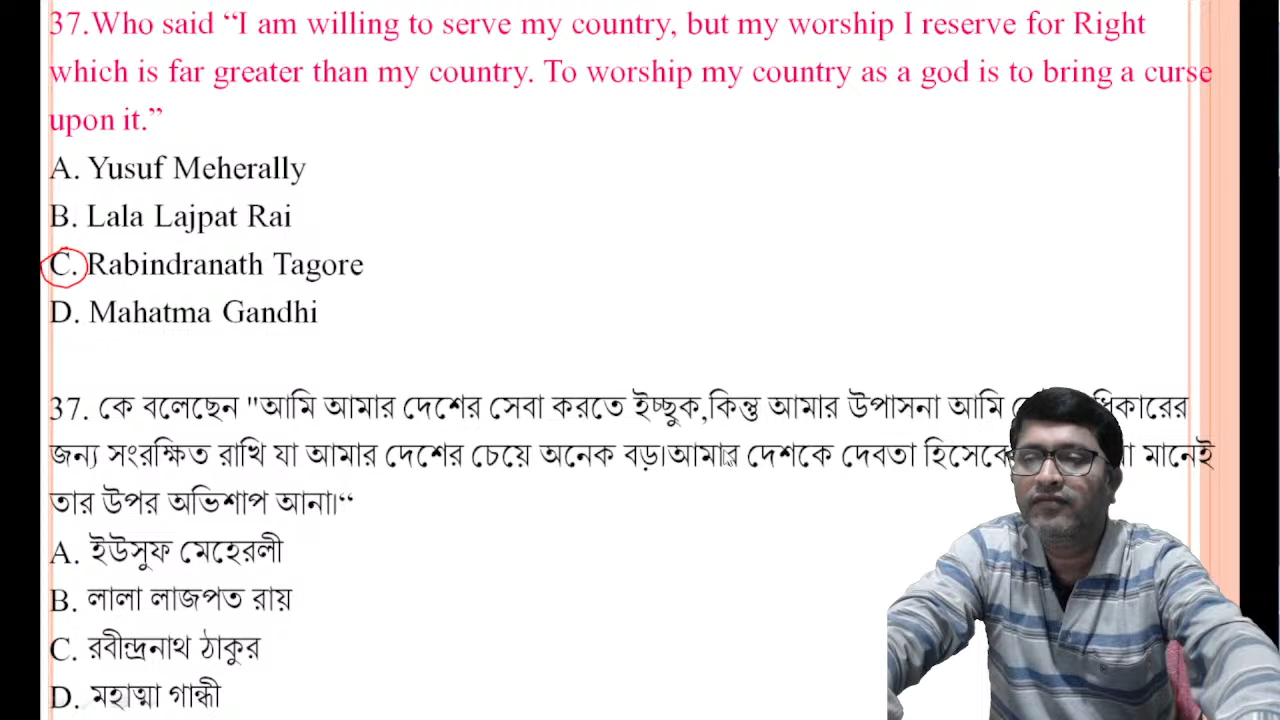 37.Who said “I am willing to serve my country, but my worship I reserve for Right
which is far greater than my country. To worship my country as a god is to bring a curse
upon it.”
A. Yusuf Meherally
B. Lala Lajpat Rai
C. Rabindranath Tagore
D. Mahatma Gandhi
37. কে বলেছেন "আমি আমার দেশের সেবা করতে ইচ্ছুক,কিন্তু আমার উপাসনা আমি
জন্য সংরক্ষিত রাখি যা আমার দেশের চেয়ে অনেক বড়।আমার দেশকে দেবতা হিসেবে মানেই
তার উপর অভিশাপ আনা।“
A. ইউসুফ মেহেরলী
B. লালা লাজপত রায়
C. রবীন্দ্রনাথ ঠাকুর
D. মহাত্মা গান্ধী